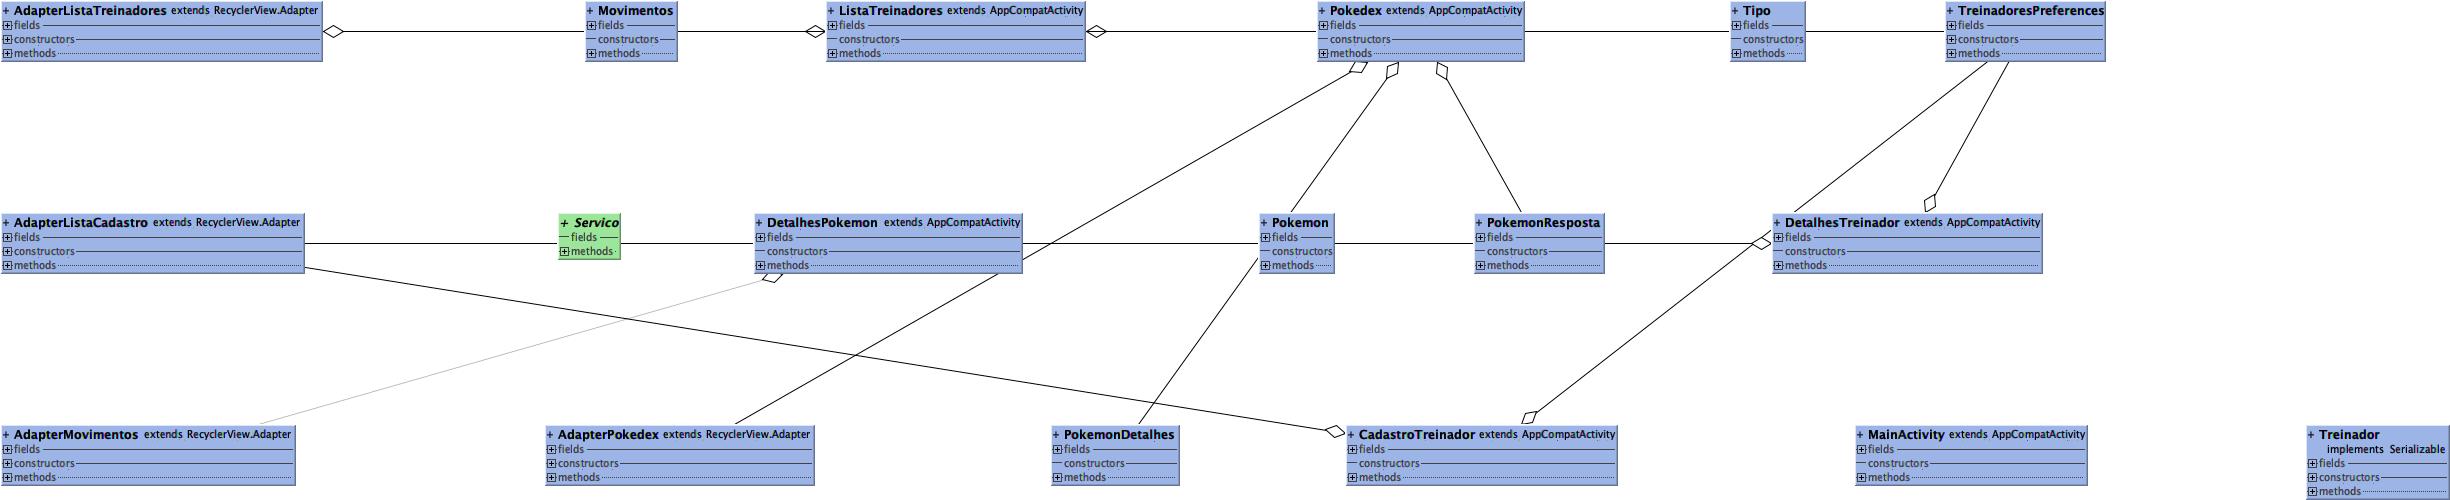 + AdapterListaTreinadores extends RecyclerView.Adapter
fields
constructors
methods
+ Movimentos
fields
constructors
methods
+ ListaTreinadores extends AppCompatActivity
fields
constructors
methods
+ Pokedex extends AppCompatActivity
fields
constructors
methods
+ Tipo
fields
constructors
methods
+ TreinadoresPreferences
fields
constructors
methods
+ AdapterListaCadastro extends RecyclerView.Adapter
fields
constructors
methods
+ Servico
fields
methods
+ DetalhesPokemon extends AppCompatActivity
fields
constructors
methods
+ Pokemon
fields
constructors
methods
+ PokemonResposta
fields
constructors
methods
+ DetalhesTreinador extends AppCompatActivity
fields
constructors
methods
+ AdapterMovimentos extends RecyclerView.Adapter
fields
constructors
methods
+ AdapterPokedex extends RecyclerView.Adapter
fields
constructors
methods
+ PokemonDetalhes
fields
constructors
methods
+ CadastroTreinador extends AppCompatActivity
fields
constructors
methods
+ MainActivity extends AppCompatActivity
fields
constructors
methods
+ Treinador
implements Serializable
fields
constructors
methods